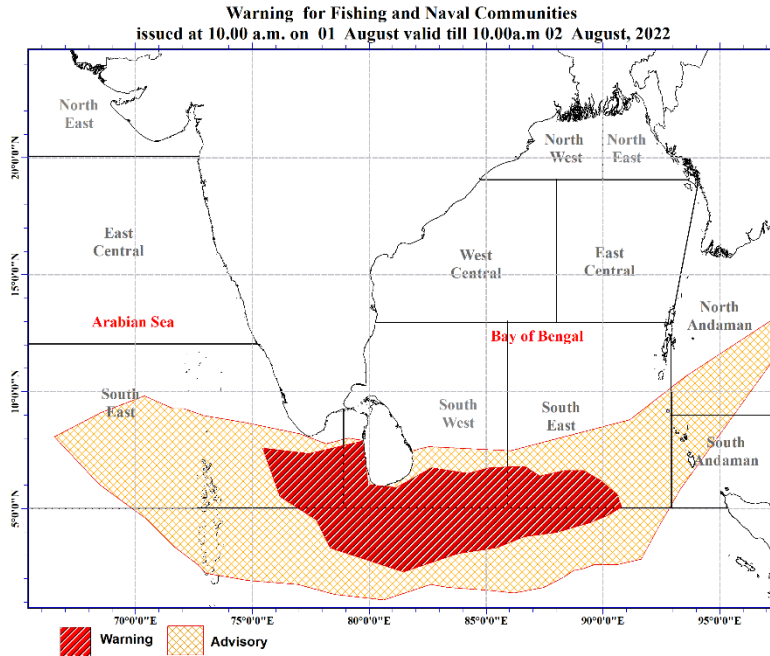 Warning for Fishing and Naval Communities
issued at 10.00 a.m. on 01 August valid till 10.00a.m 02 August, 2022
North
East
North
West
North
East
20°0'0"N
East
Central
West
Central
East
Central
15°0'0"N
Arabian Sea
Bay of Bengal
North
Andaman
10°0'0"N
South
East
South
West
South
East
South
Andaman
5°0'0"N
70°0'0"E
75°0'0"E
80°0'0"E
85°0'0"E
90°0'0"E
95°0'0"E
Warning
Advisory